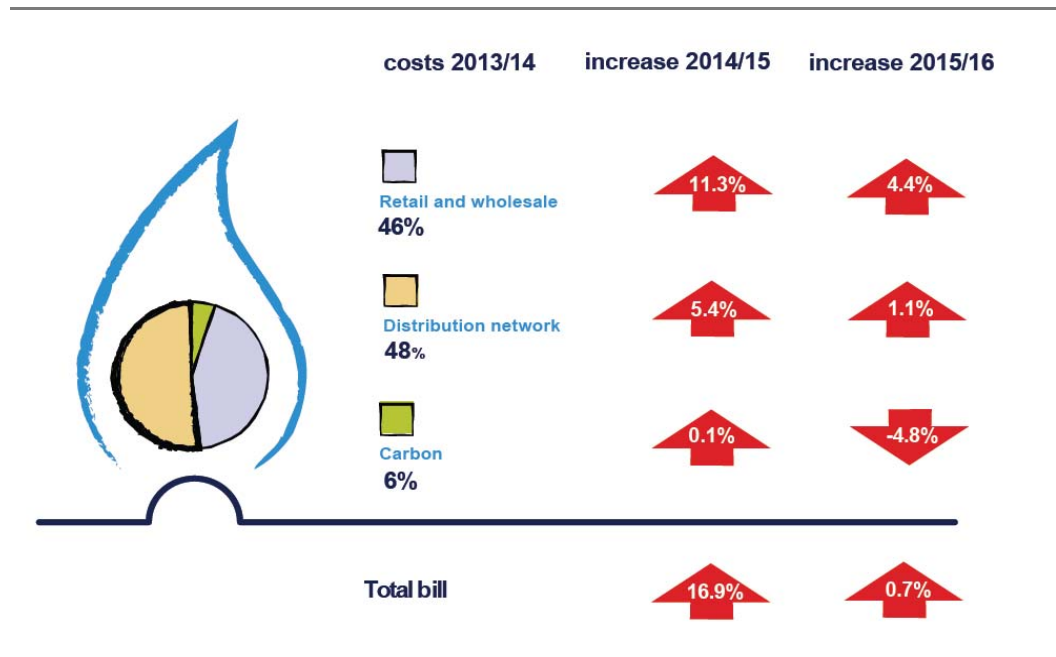 costs 2013/14 increase 2014/15 increase 2015/16
11.3% 4.4%
Retail and wholesale
46%
5.4% 1.1%
Distribution network
48%
0.1% -4.8%
Carbon
6%
Total bill 16.9% 0.7%